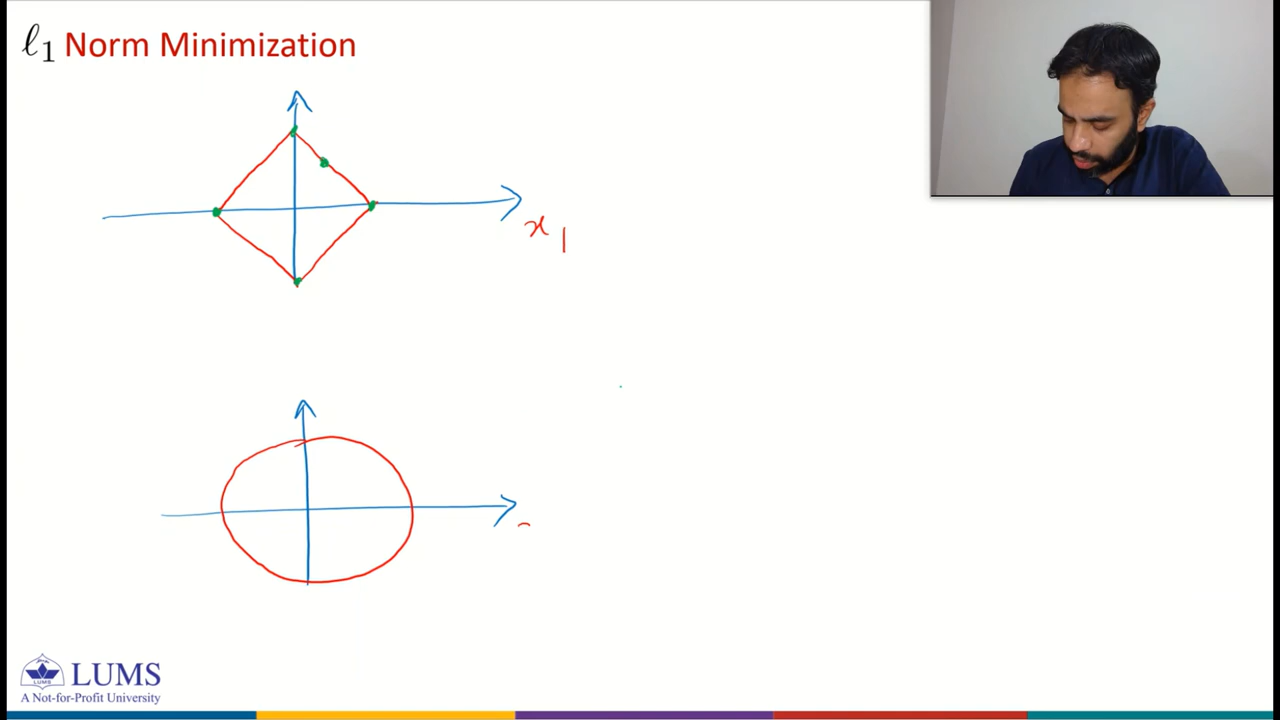 ℓ₁ Norm Minimization
x₁
LUMS
A Not-for-Profit University